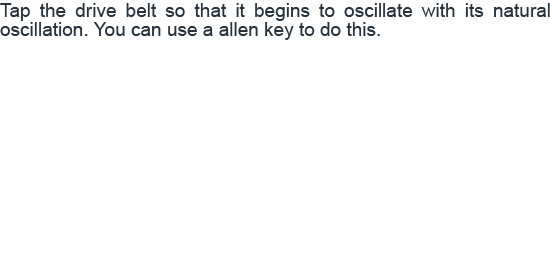 Tap the drive belt so that it begins to oscillate with its natural
oscillation. You can use a allen key to do this.